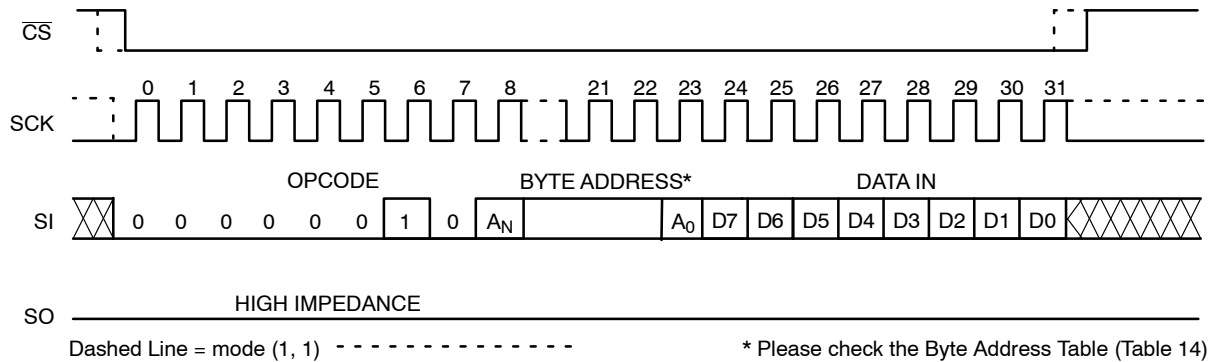 CS
0 1 2 3 4 5 6 7 8 21 22 23 24 25 26 27 28 29 30 31
SCK
OPCODE BYTE ADDRESS* DATA IN
SI 0 0 0 0 0 0 1 0 AN A0 D7 D6 D5 D4 D3 D2 D1 D0
HIGH IMPEDANCE
SO
Dashed Line = mode (1, 1) * Please check the Byte Address Table (Table 14)